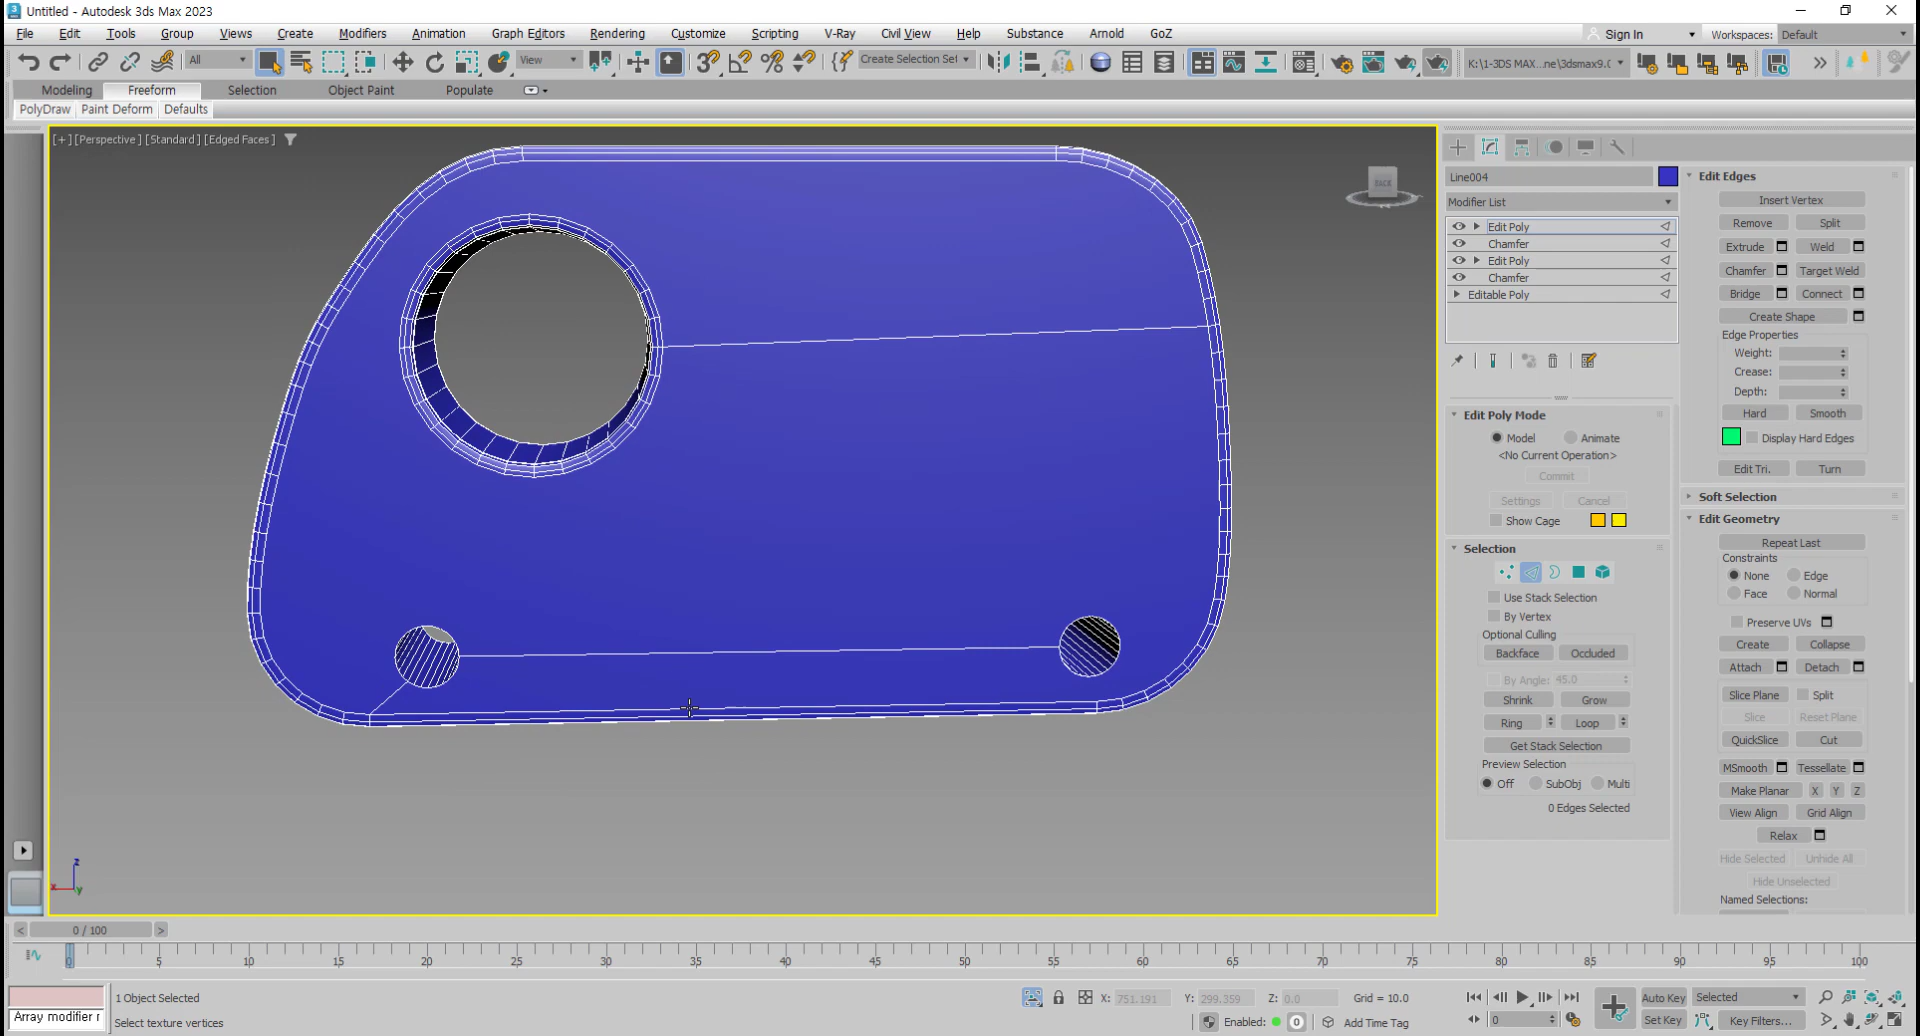 Untitled - Autodesk 3ds Max 2023
File Edit Tools Group Views Create Modifiers Animation Graph Editors Rendering Customize Scripting V-Ray Civil View Help Substance Arnold GoZ Sign In Workspaces: Default
All View Create Selection Set K:\1-3DS MAX...ne\3dsmax9.0
Modeling Freeform Selection Object Paint Populate
PolyDraw Paint Deform Defaults
[+] [Perspective] [Standard] [Edged Faces]
BACK
Line004
Modifier List
Edit Poly
Chamfer
Edit Poly
Chamfer
Editable Poly
Edit Poly Mode
Model Animate
<No Current Operation>
Commit
Settings Cancel
Show Cage
Selection
Use Stack Selection
By Vertex
Optional Culling
Backface Occluded
By Angle: 45.0
Shrink Grow
Ring Loop
Get Stack Selection
Preview Selection
Off SubObj Multi
0 Edges Selected
Edit Edges
Insert Vertex
Remove Split
Extrude Weld
Chamfer Target Weld
Bridge Connect
Create Shape
Edge Properties
Weight:
Crease:
Depth:
Hard Smooth
Display Hard Edges
Edit Tri. Turn
Soft Selection
Edit Geometry
Repeat Last
Constraints
None Edge
Face Normal
Preserve UVs
Create Collapse
Attach Detach
Slice Plane Split
Slice Reset Plane
QuickSlice Cut
MSmooth Tessellate
Make Planar X Y Z
View Align Grid Align
Relax
Hide Selected Unhide All
Hide Unselected
Named Selections:
z
x y
< 0 / 100 >
0 5 10 15 20 25 30 35 40 45 50 55 60 65 70 75 80 85 90 95 100
1 Object Selected X: 751.191 Y: 299.359 Z: 0.0 Grid = 10.0 Auto Key Selected
Array modifier r Select texture vertices Enabled: 0 Add Time Tag 0 Set Key Key Filters...